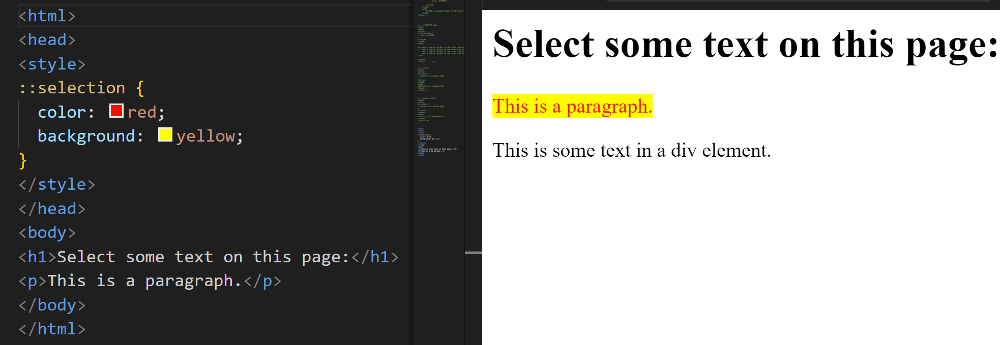 <html>
<head>
<style>
::selection {
color: red;
background: yellow;
}
</style>
</head>
<body>
<h1>Select some text on this page:</h1>
<p>This is a paragraph.</p>
</body>
</html>
Select some text on this page:
This is a paragraph.
This is some text in a div element.